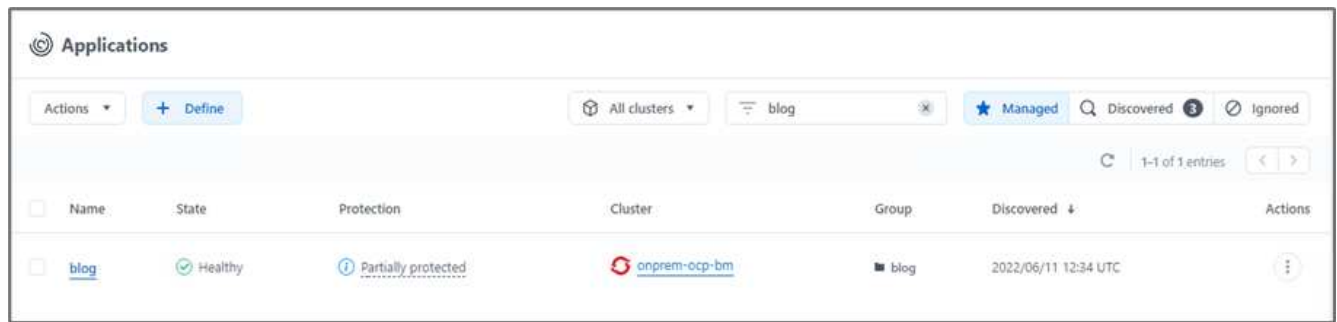 Applications
Actions + Define All clusters blog Managed Discovered 3 Ignored
1–1 of 1 entries
Name State Protection Cluster Group Discovered ↓ Actions
blog Healthy Partially protected onprem-ocp-bm blog 2022/06/11 12:34 UTC